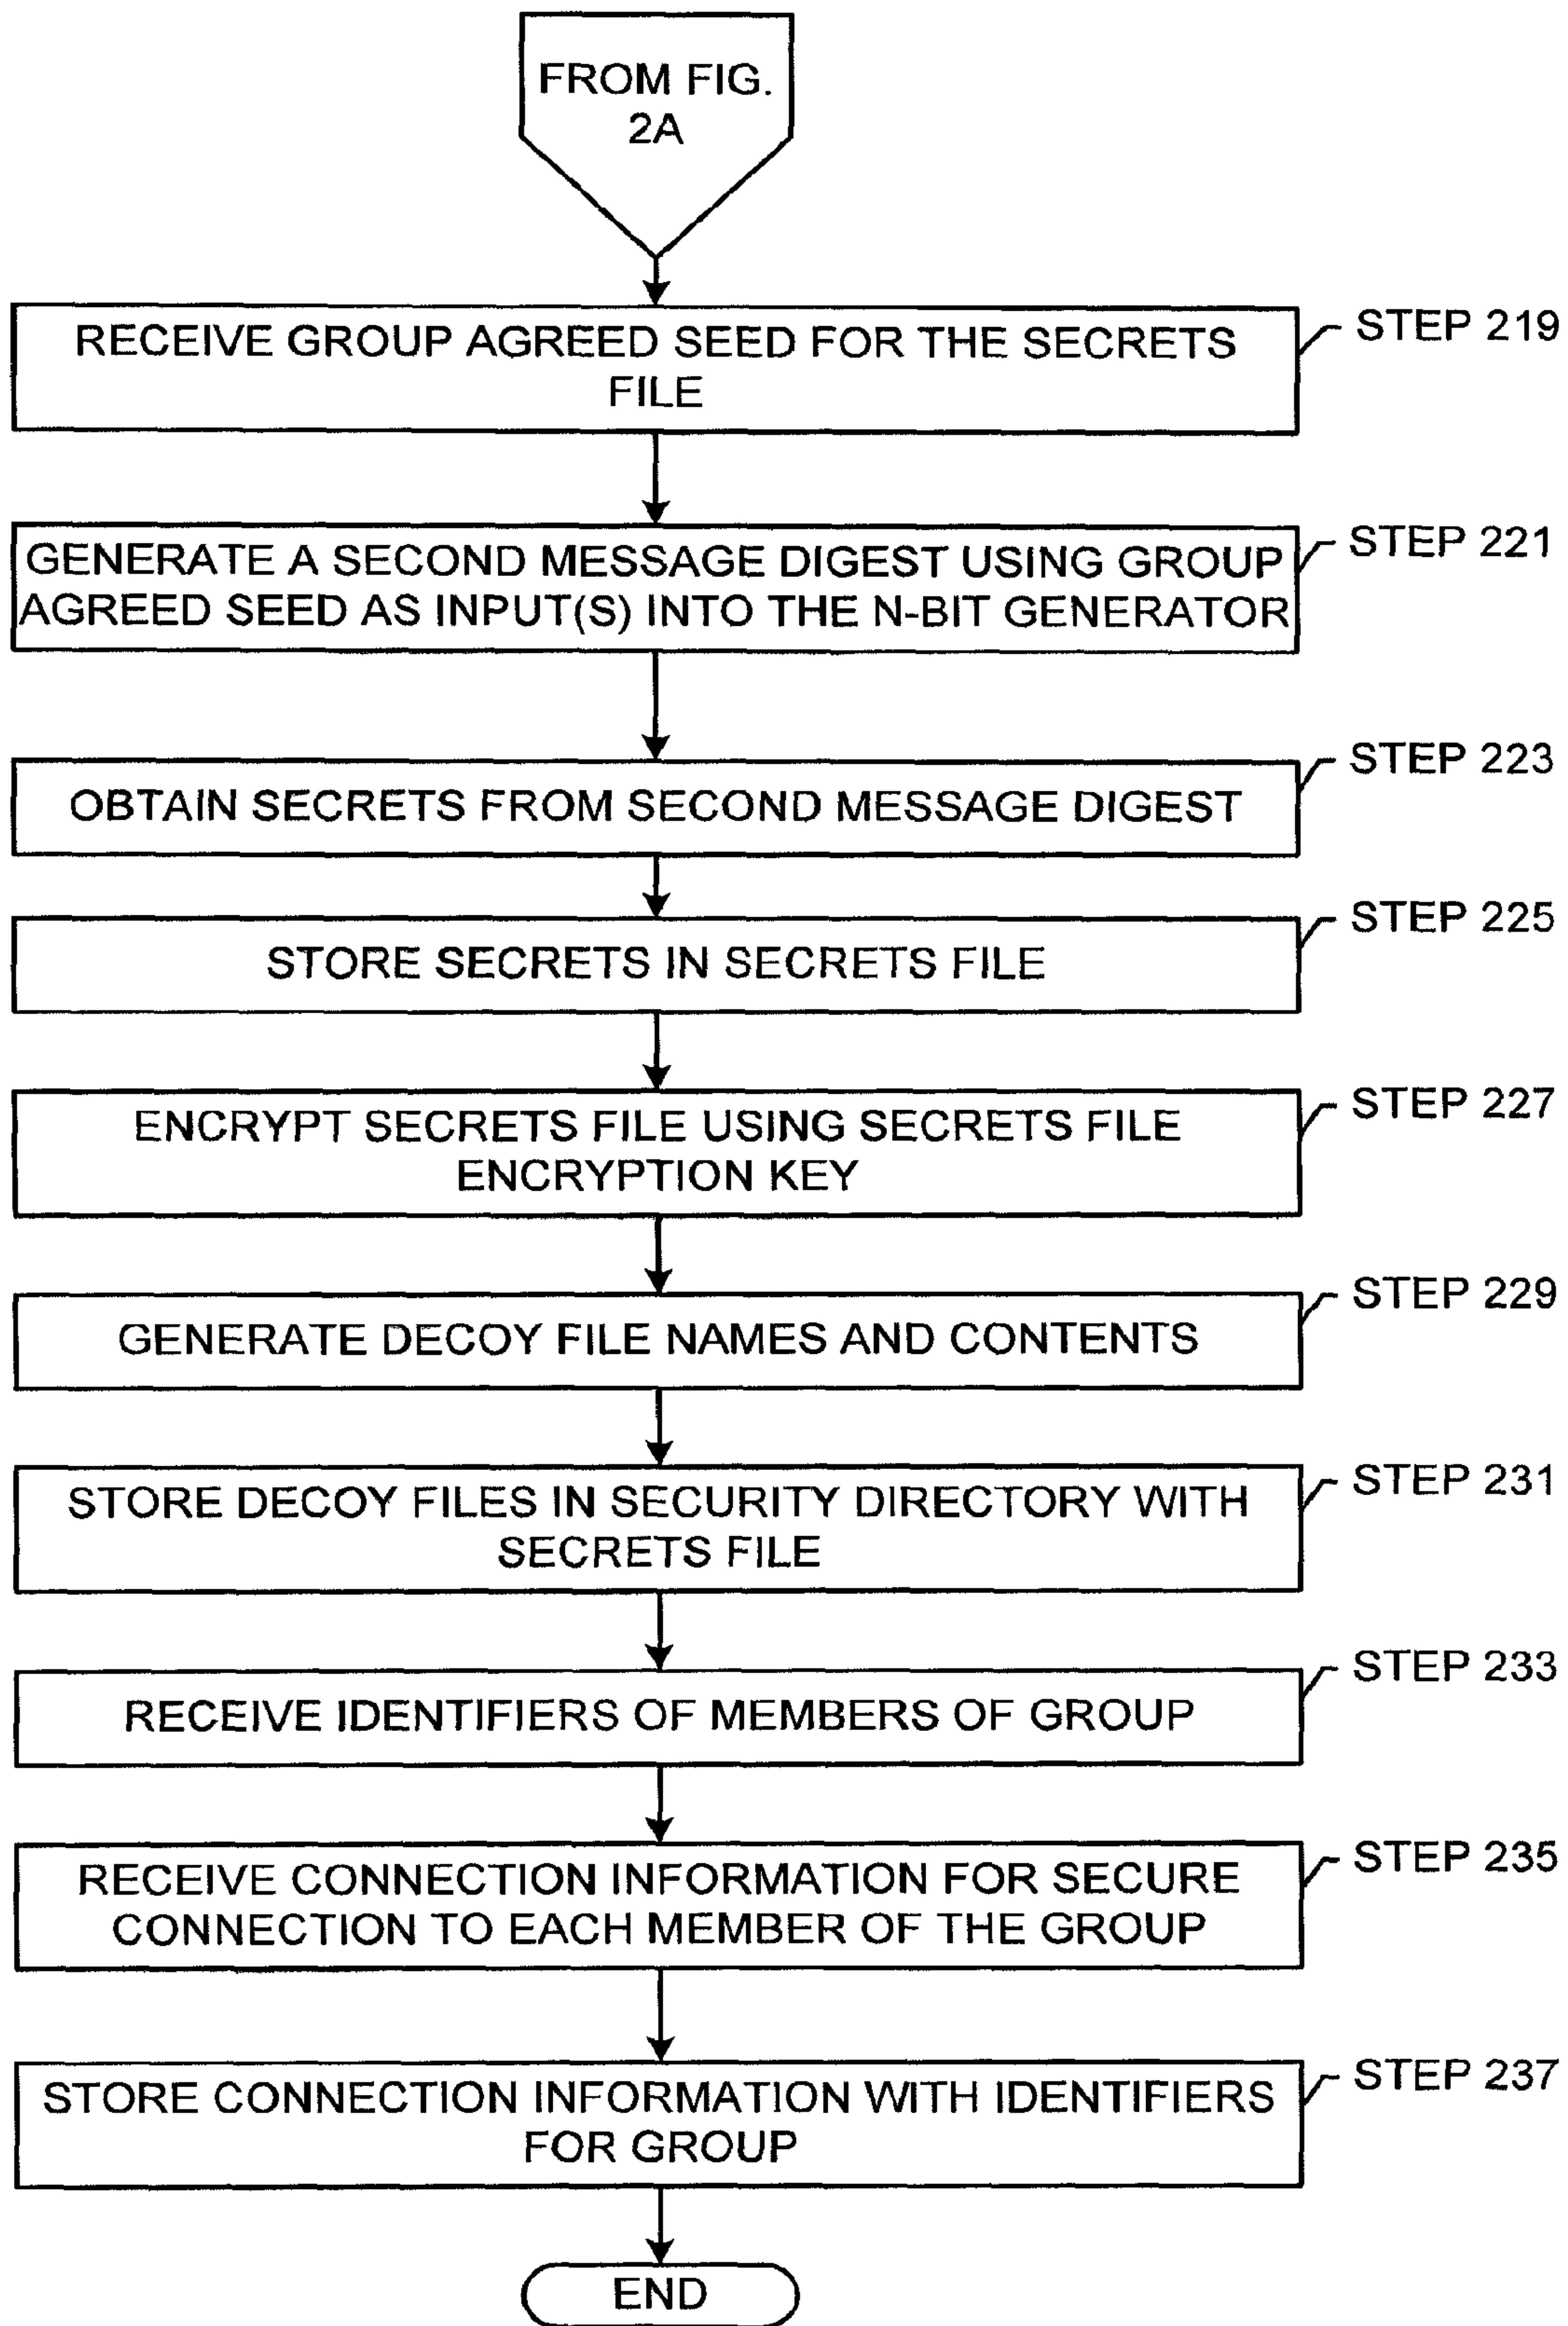 FROM FIG.
2A
RECEIVE GROUP AGREED SEED FOR THE SECRETS
FILE
STEP 219
GENERATE A SECOND MESSAGE DIGEST USING GROUP
AGREED SEED AS INPUT(S) INTO THE N-BIT GENERATOR
STEP 221
OBTAIN SECRETS FROM SECOND MESSAGE DIGEST
STEP 223
STORE SECRETS IN SECRETS FILE
STEP 225
ENCRYPT SECRETS FILE USING SECRETS FILE
ENCRYPTION KEY
STEP 227
GENERATE DECOY FILE NAMES AND CONTENTS
STEP 229
STORE DECOY FILES IN SECURITY DIRECTORY WITH
SECRETS FILE
STEP 231
RECEIVE IDENTIFIERS OF MEMBERS OF GROUP
STEP 233
RECEIVE CONNECTION INFORMATION FOR SECURE
CONNECTION TO EACH MEMBER OF THE GROUP
STEP 235
STORE CONNECTION INFORMATION WITH IDENTIFIERS
FOR GROUP
STEP 237
END